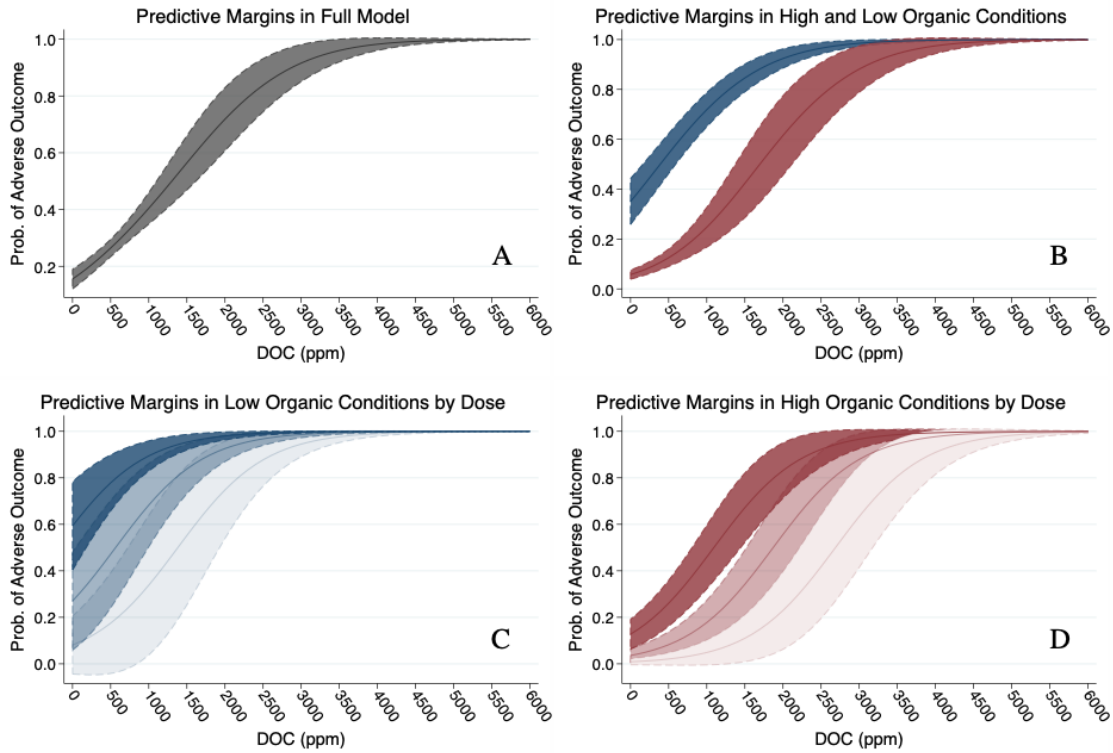 Predictive Margins in Full Model
Prob. of Adverse Outcome
1.0
0.8
0.6
0.4
0.2
A
0 500 1000 1500 2000 2500 3000 3500 4000 4500 5000 5500 6000
DOC (ppm)
Predictive Margins in High and Low Organic Conditions
Prob. of Adverse Outcome
1.0
0.8
0.6
0.4
0.2
0.0
B
0 500 1000 1500 2000 2500 3000 3500 4000 4500 5000 5500 6000
DOC (ppm)
Predictive Margins in Low Organic Conditions by Dose
Prob. of Adverse Outcome
1.0
0.8
0.6
0.4
0.2
0.0
C
0 500 1000 1500 2000 2500 3000 3500 4000 4500 5000 5500 6000
DOC (ppm)
Predictive Margins in High Organic Conditions by Dose
Prob. of Adverse Outcome
1.0
0.8
0.6
0.4
0.2
0.0
D
0 500 1000 1500 2000 2500 3000 3500 4000 4500 5000 5500 6000
DOC (ppm)